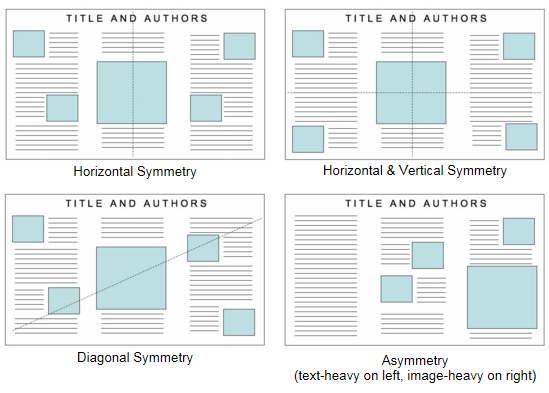 TITLE AND AUTHORS
Horizontal Symmetry
TITLE AND AUTHORS
Horizontal & Vertical Symmetry
TITLE AND AUTHORS
Diagonal Symmetry
TITLE AND AUTHORS
Asymmetry
(text-heavy on left, image-heavy on right)